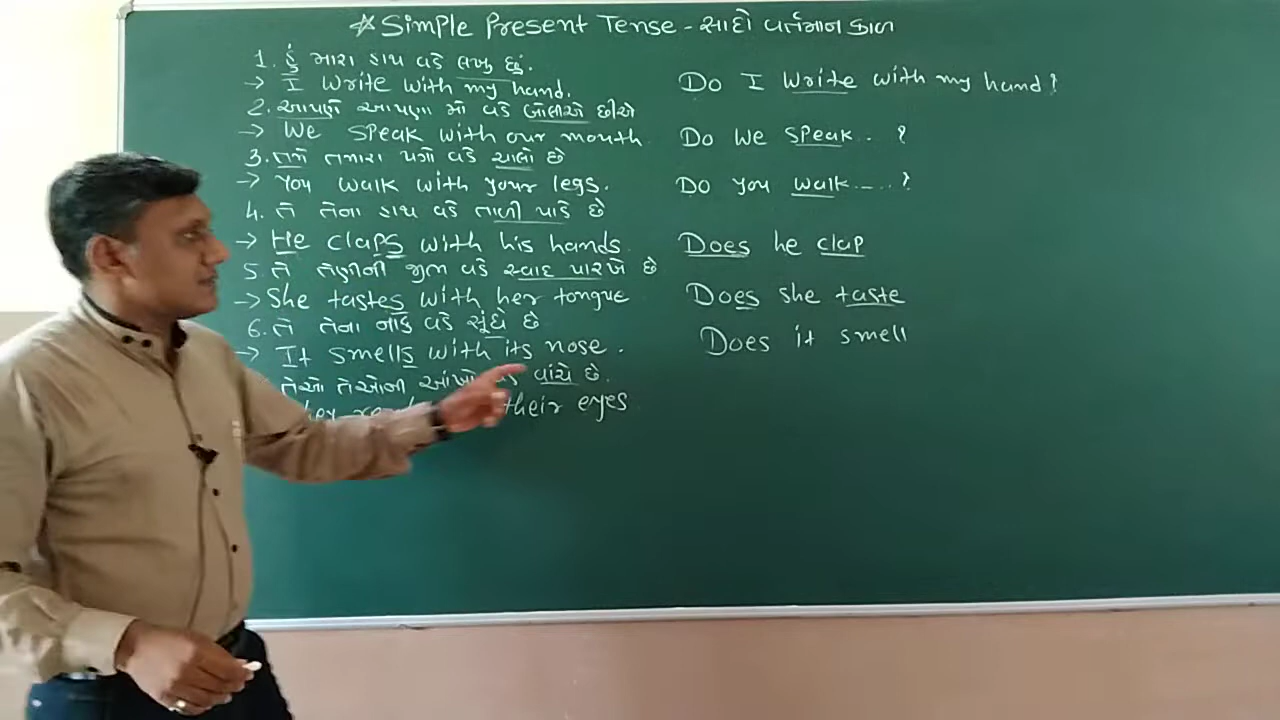 ☆ Simple Present Tense - સાદો વર્તમાન કાળ
1. હું મારા હાથ વડે લખુ છું.
→ I write with my hand. Do I write with my hand?
2. આપણે આપણા મોં વડે બોલીએ છીએ
→ We speak with our mouth Do we speak.. ?
3. તમે તમારા પગો વડે ચાલો છો
→ You walk with your legs. Do you walk....?
4. તે તેના હાથ વડે તાળી પાડે છે
→ He claps with his hands. Does he clap
5 તે તેણીની જીભ વડે સ્વાદ પારખે છે
→ She tastes with her tongue Does she taste
6. તે તેના નાક વડે સૂંઘે છે
→ It smells with its nose. Does it smell
તેઓ તેઓની આંખો વાંચે છે.
their eyes